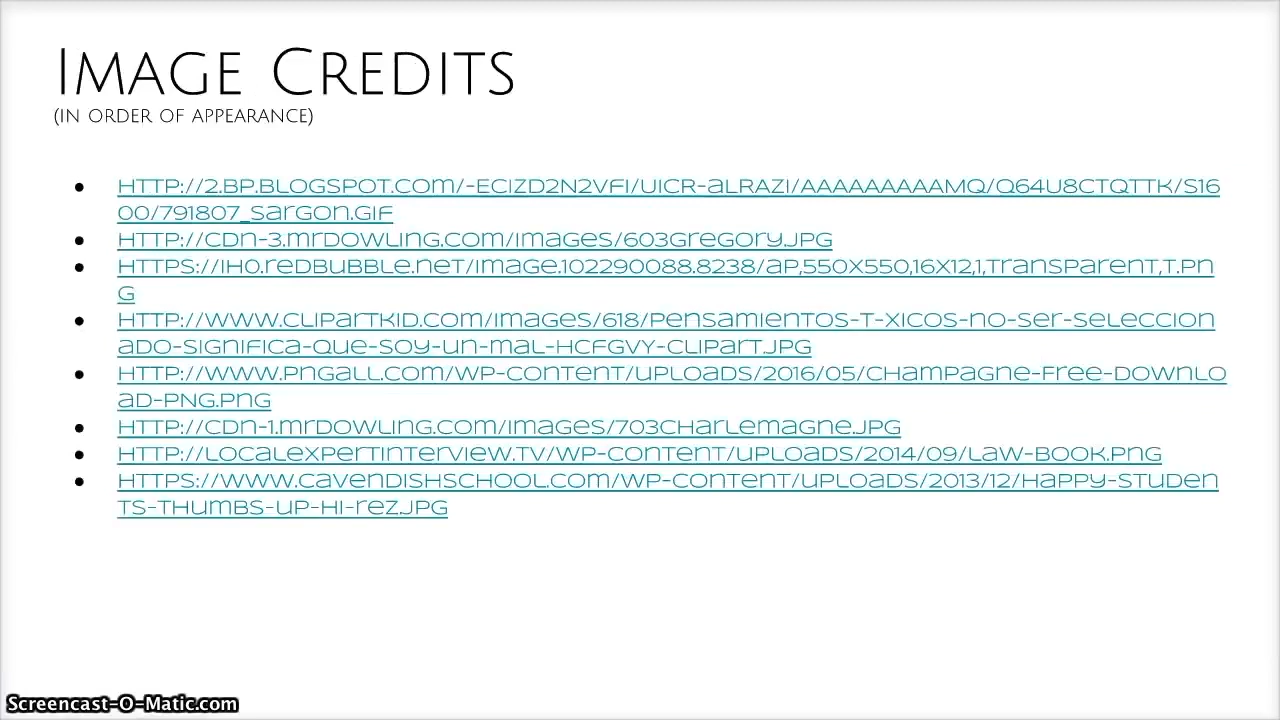 IMAGE CREDITS
(IN ORDER OF APPEARANCE)
• HTTP://2.BP.BLOGSPOT.COM/-ECIZD2N2VFI/UICR-aLRAZI/AAAAAAAAAMQ/Q64U8CTQTTK/S16
00/791807_SarGON.GIF
• HTTP://CDN-3.mrDOWLING.COM/Images/603GreGOry.JPG
• HTTPS://IH0.reDBUBBLe.neT/Image.102290088.8238/aP,550X550,16X12,1,TransParenT,T.Pn
G
• HTTP://WWW.CLIParTKID.COM/Images/618/PensamIenTOS-T-XICOS-nO-ser-seLeCCION
aDO-SIGnIFICa-Que-SOy-un-maL-HCFGVY-CLIParT.JPG
• HTTP://WWW.PnGaLL.COM/WP-COnTenT/uPLOaDS/2016/05/CHamPaGne-Free-DOWnLO
aD-PNG.PnG
• HTTP://CDn-1.mrDOWLInG.COM/ImaGes/703CHarLemaGne.JPG
• HTTP://LOCaLeXPerTInTerVIeW.TV/WP-COnTenT/uPLOaDS/2014/09/LaW-BOOK.PnG
• HTTPS://WWW.CaVenDISHSCHOOL.COM/WP-COnTenT/uPLOaDS/2013/12/HaPPy-STuDen
TS-THumBS-uP-HI-reZ.JPG
Screencast-O-Matic.com